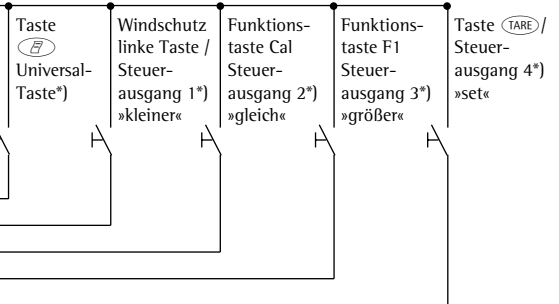 Taste
Universal-
Taste*)
Windschutz
linke Taste /
Steuer-
ausgang 1*)
»kleiner«
Funktions-
taste Cal
Steuer-
ausgang 2*)
»gleich«
Funktions-
taste F1
Steuer-
ausgang 3*)
»größer«
Taste TARE /
Steuer-
ausgang 4*)
»set«